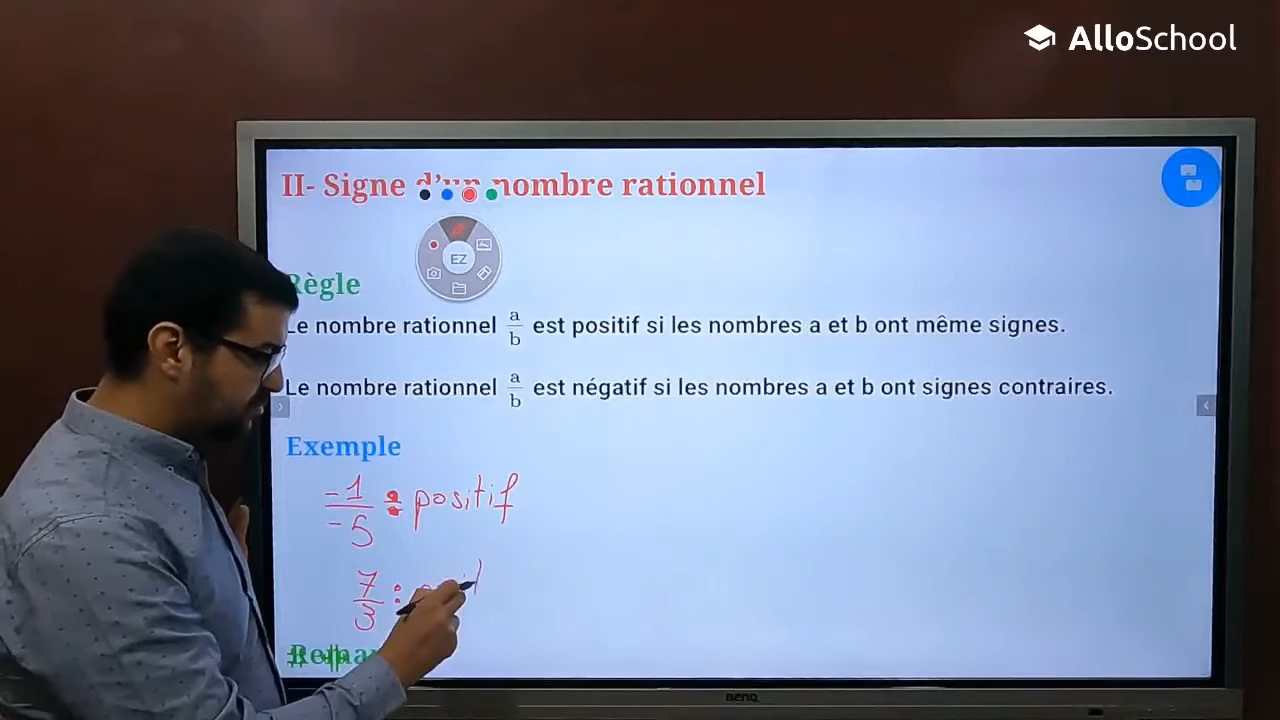 AlloSchool
II- Signe d'un nombre rationnel
EZ
Règle
Le nombre rationnel a/b est positif si les nombres a et b ont même signes.
Le nombre rationnel a/b est négatif si les nombres a et b ont signes contraires.
Exemple
-1/-5 : positif
7/3 :
BenQ